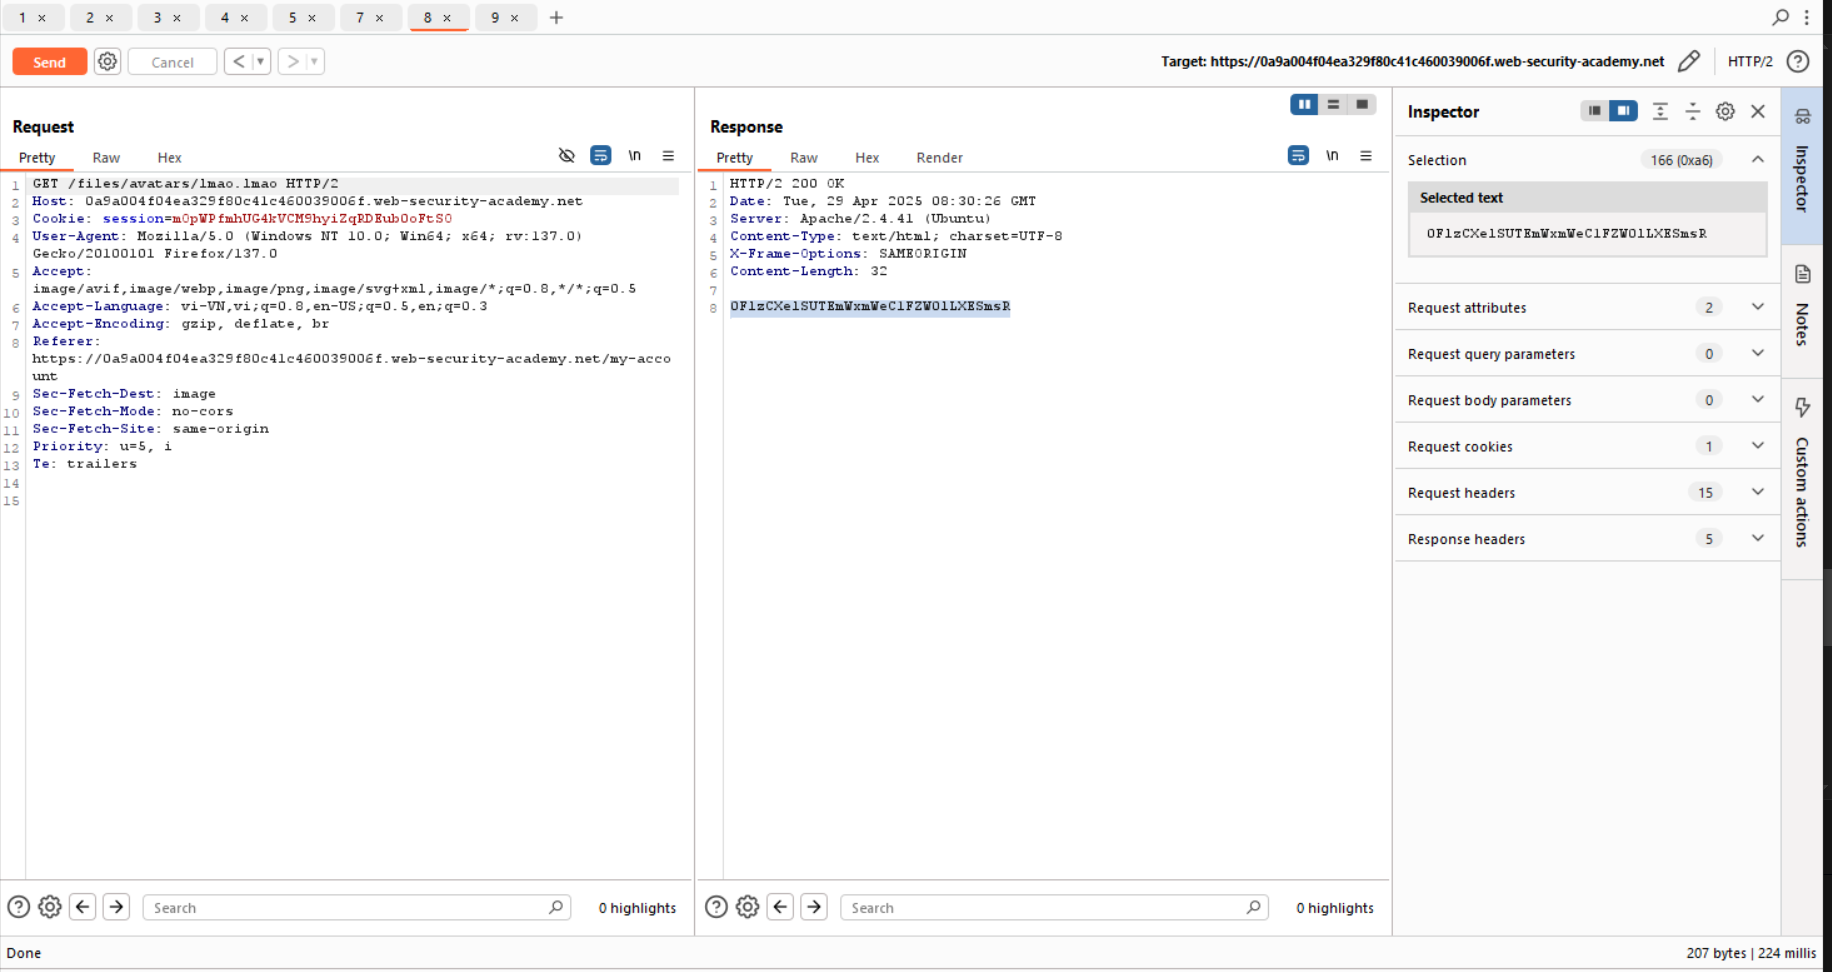 1 × 2 × 3 × 4 × 5 × 7 × 8 × 9 × +
Send Cancel < > Target: https://0a9a004f04ea329f80c41c460039006f.web-security-academy.net HTTP/2
Request
Pretty Raw Hex \n
1 GET /files/avatars/lmao.lmao HTTP/2
2 Host: 0a9a004f04ea329f80c41c460039006f.web-security-academy.net
3 Cookie: session=mOpWPfmhUG4kVCM9hyiZqRDEubOoFtSO
4 User-Agent: Mozilla/5.0 (Windows NT 10.0; Win64; x64; rv:137.0)
Gecko/20100101 Firefox/137.0
5 Accept:
image/avif,image/webp,image/png,image/svg+xml,image/*;q=0.8,*/*;q=0.5
6 Accept-Language: vi-VN,vi;q=0.8,en-US;q=0.5,en;q=0.3
7 Accept-Encoding: gzip, deflate, br
8 Referer:
https://0a9a004f04ea329f80c41c460039006f.web-security-academy.net/my-acco
unt
9 Sec-Fetch-Dest: image
10 Sec-Fetch-Mode: no-cors
11 Sec-Fetch-Site: same-origin
12 Priority: u=5, i
13 Te: trailers
14
15
Search 0 highlights
Response
Pretty Raw Hex Render \n
1 HTTP/2 200 OK
2 Date: Tue, 29 Apr 2025 08:30:26 GMT
3 Server: Apache/2.4.41 (Ubuntu)
4 Content-Type: text/html; charset=UTF-8
5 X-Frame-Options: SAMEORIGIN
6 Content-Length: 32
7
8 OFlzCXelSUTEmWxmWeClFZWOlLXESmsR
Search 0 highlights
Inspector
Selection 166 (0xa6)
Selected text
OFlzCXelSUTEmWxmWeClFZWOlLXESmsR
Request attributes 2
Request query parameters 0
Request body parameters 0
Request cookies 1
Request headers 15
Response headers 5
Inspector
Notes
Custom actions
Done 207 bytes | 224 millis